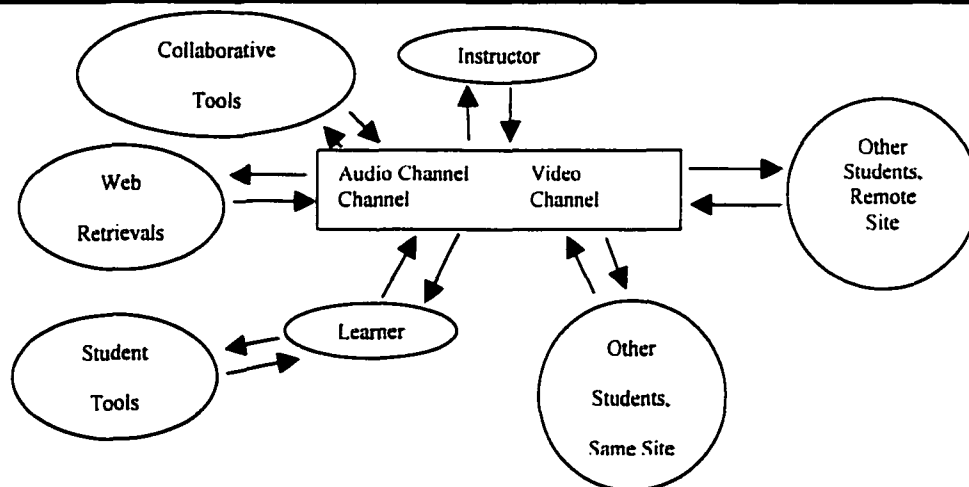 Collaborative
Tools
Instructor
Other
Students,
Remote
Site
Web
Retrievals
Audio Channel Video
Channel Channel
Learner
Student
Tools
Other
Students,
Same Site